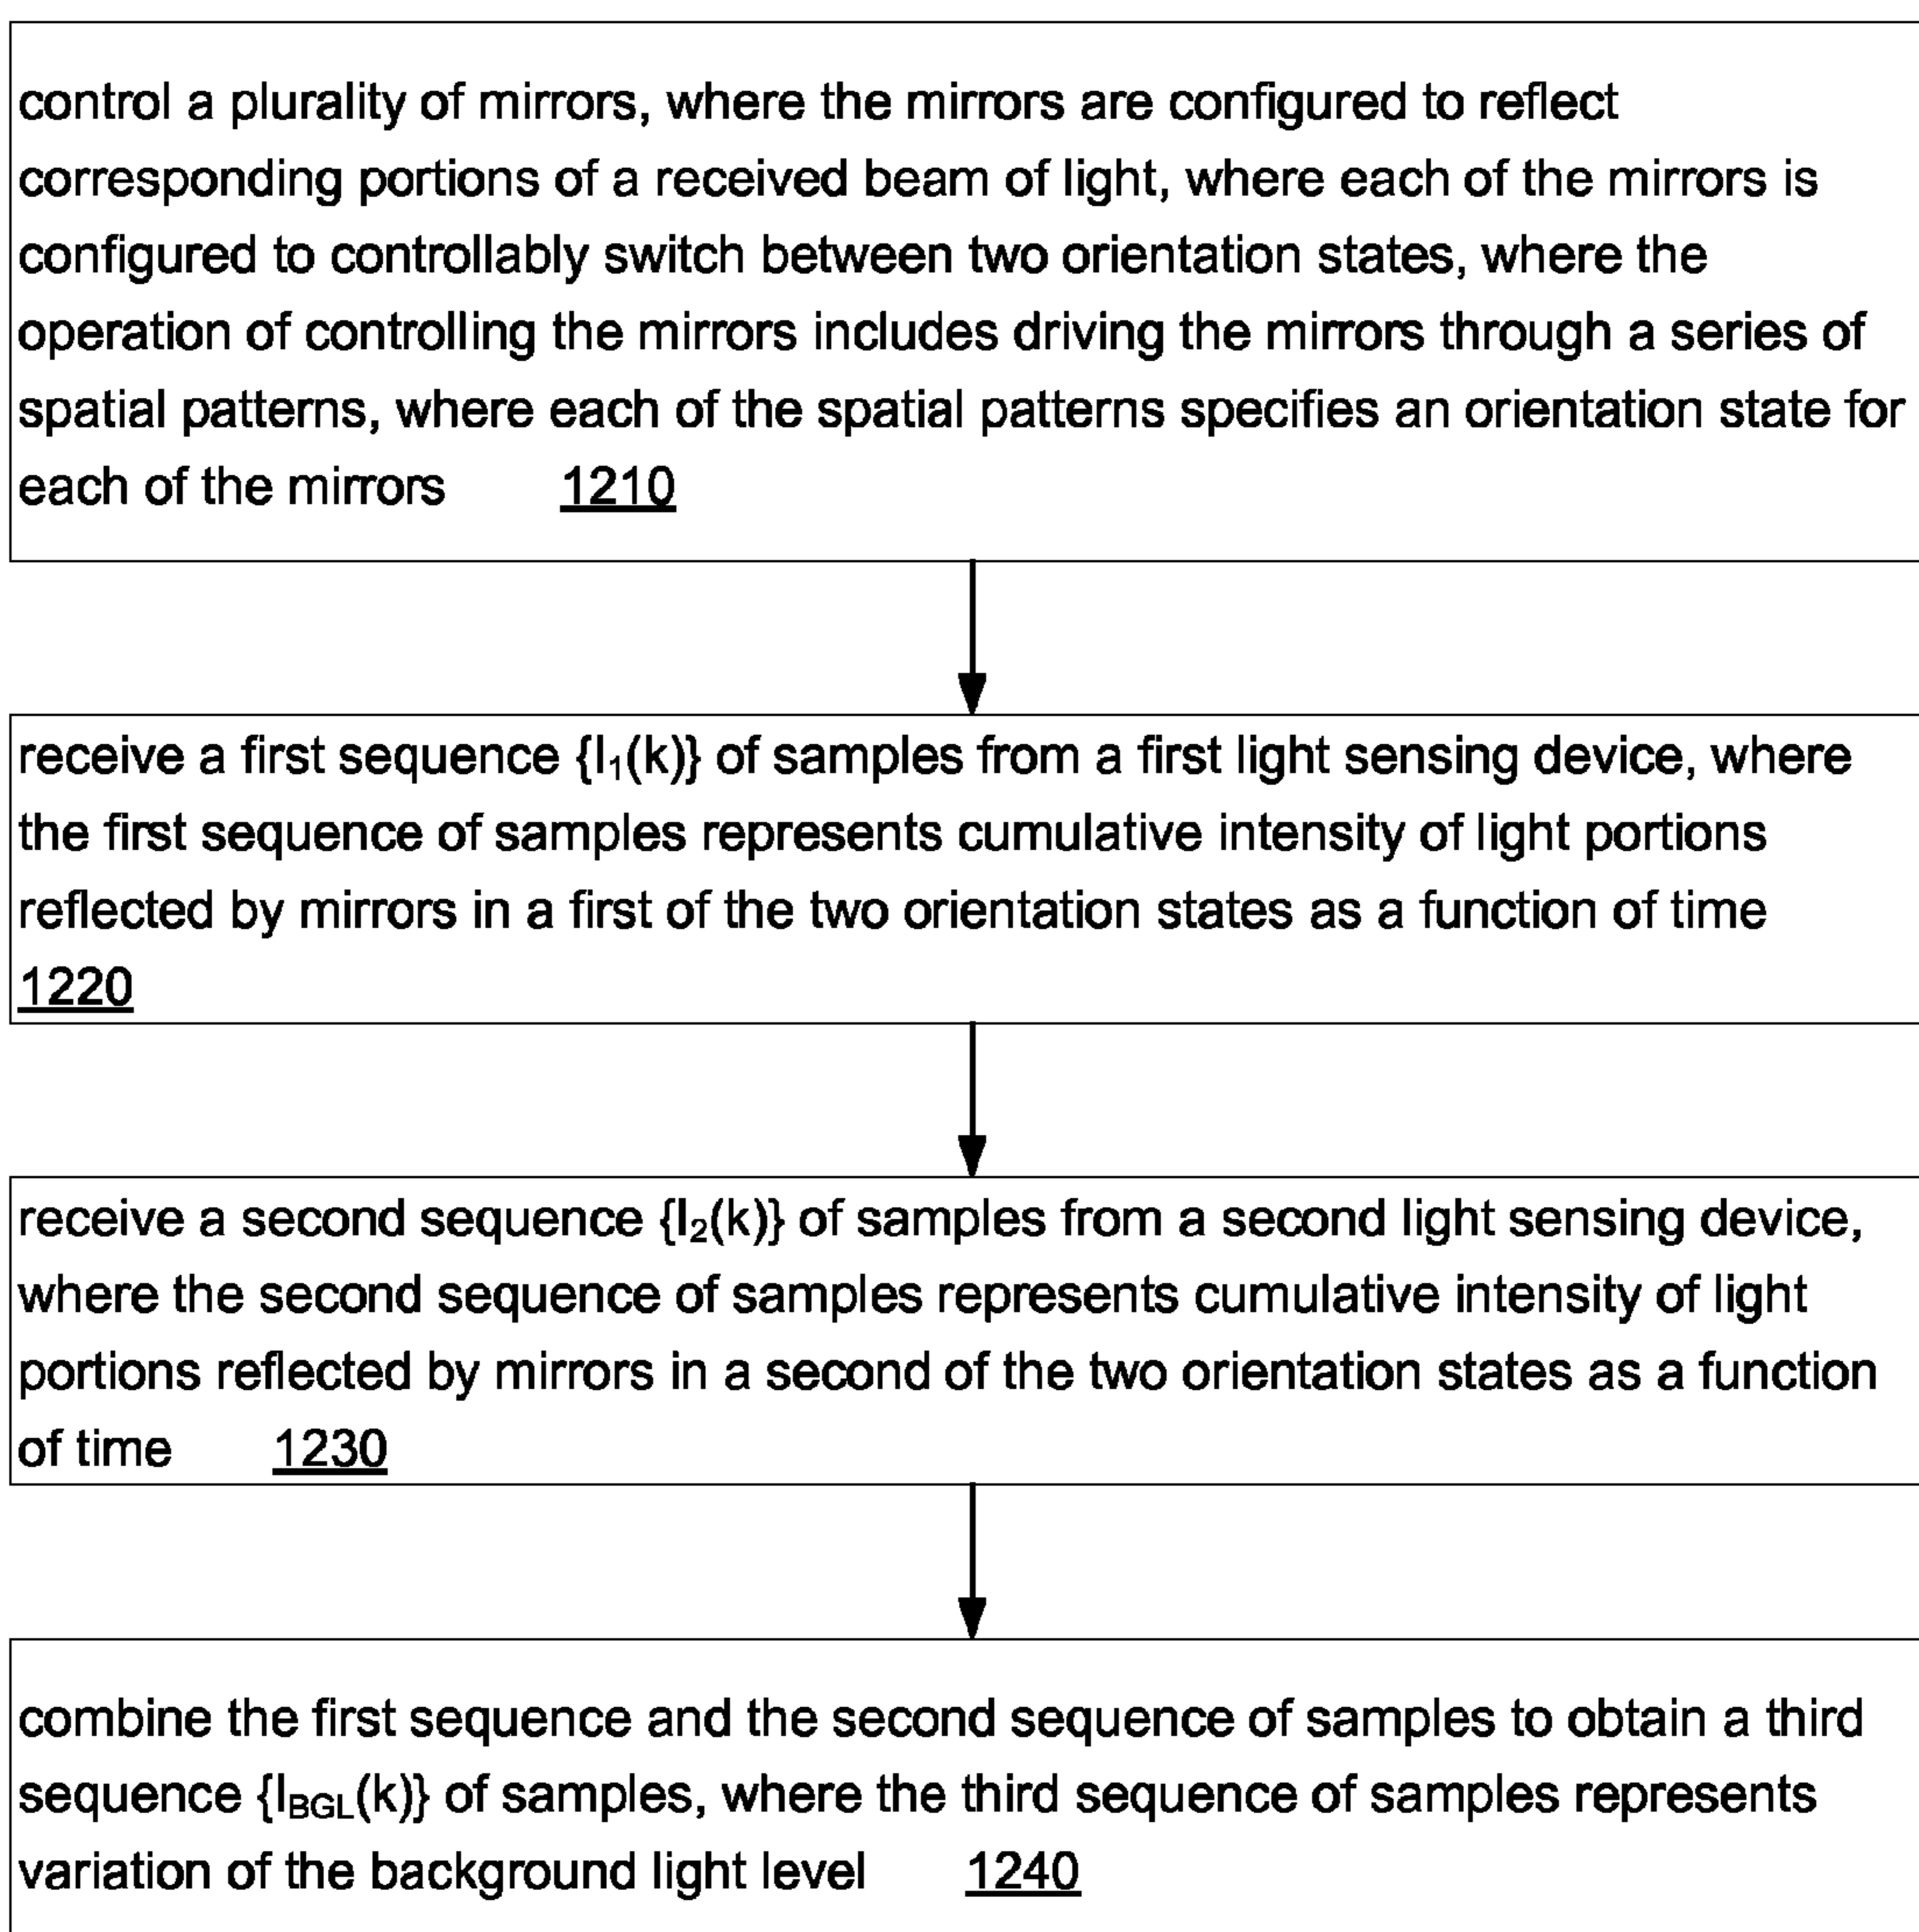 control a plurality of mirrors, where the mirrors are configured to reflect
corresponding portions of a received beam of light, where each of the mirrors is
configured to controllably switch between two orientation states, where the
operation of controlling the mirrors includes driving the mirrors through a series of
spatial patterns, where each of the spatial patterns specifies an orientation state for
each of the mirrors 1210
receive a first sequence {I₁(k)} of samples from a first light sensing device, where
the first sequence of samples represents cumulative intensity of light portions
reflected by mirrors in a first of the two orientation states as a function of time
1220
receive a second sequence {I₂(k)} of samples from a second light sensing device,
where the second sequence of samples represents cumulative intensity of light
portions reflected by mirrors in a second of the two orientation states as a function
of time 1230
combine the first sequence and the second sequence of samples to obtain a third
sequence {I_BGL(k)} of samples, where the third sequence of samples represents
variation of the background light level 1240